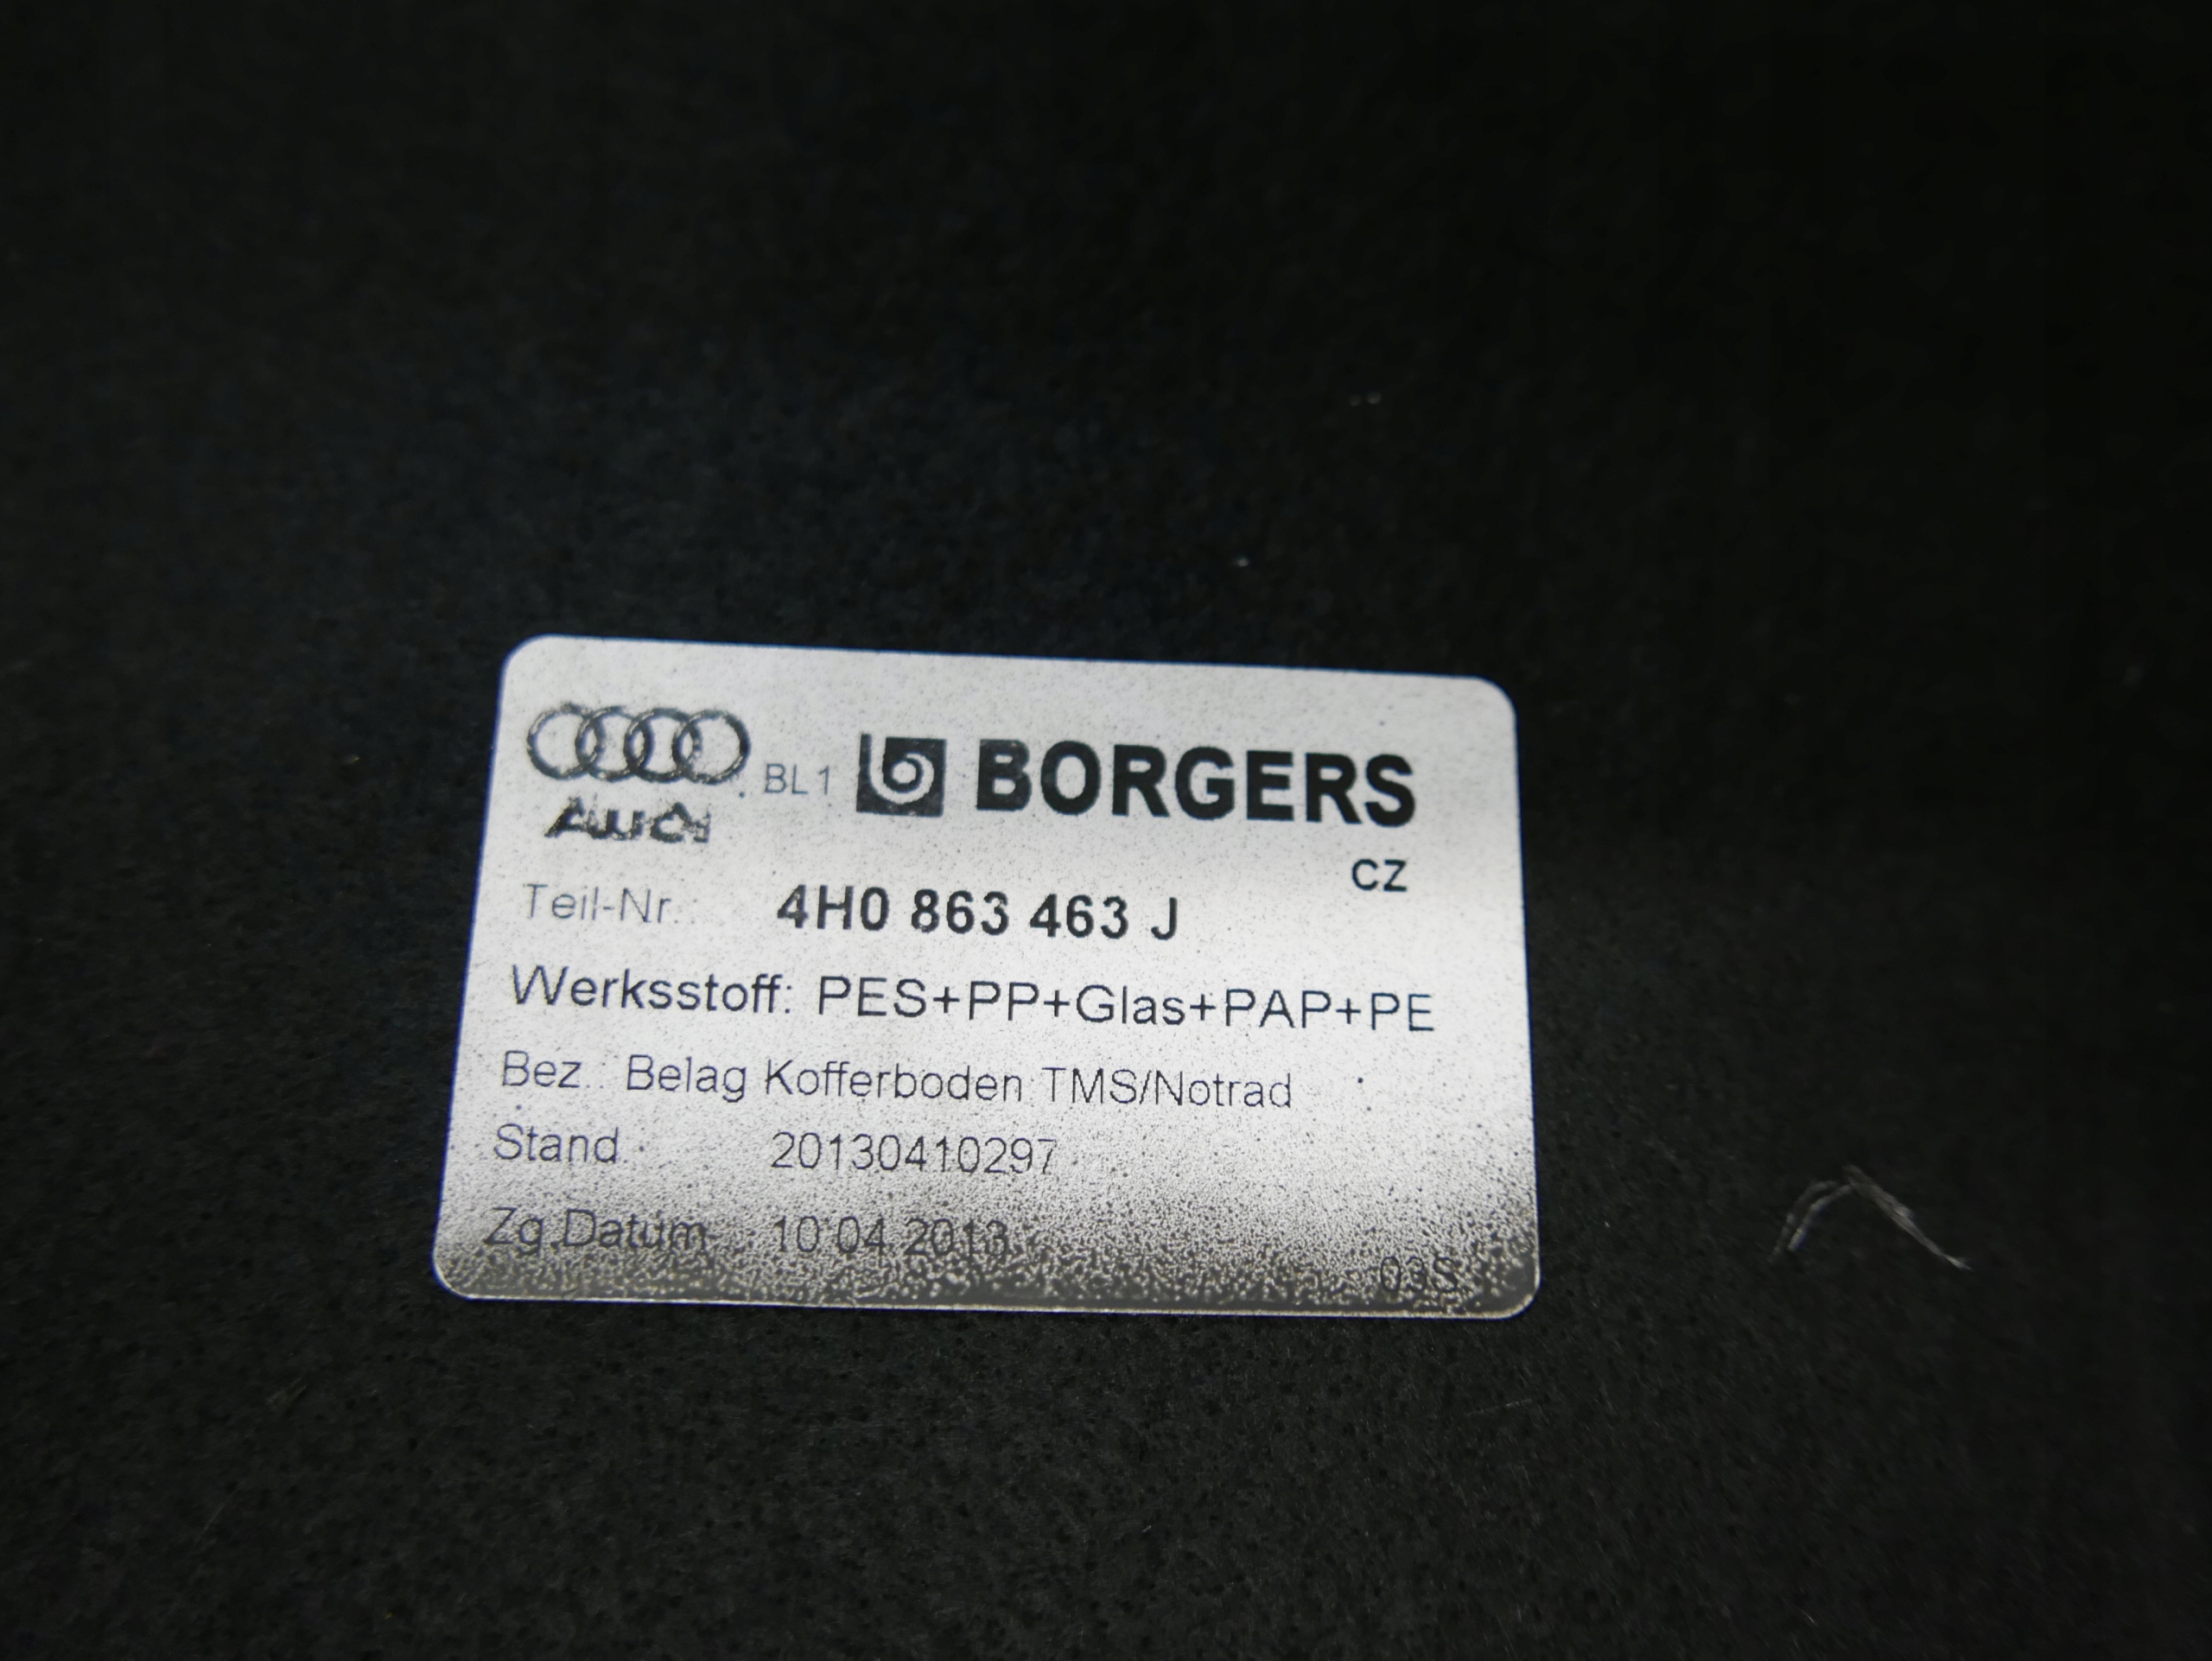 Audi BL1 BORGERS
CZ
Teil-Nr.: 4H0 863 463 J
Werksstoff: PES+PP+Glas+PAP+PE
Bez.: Belag Kofferboden TMS/Notrad
Stand: 20130410297
Zg.Datum 10.04.2013
03S